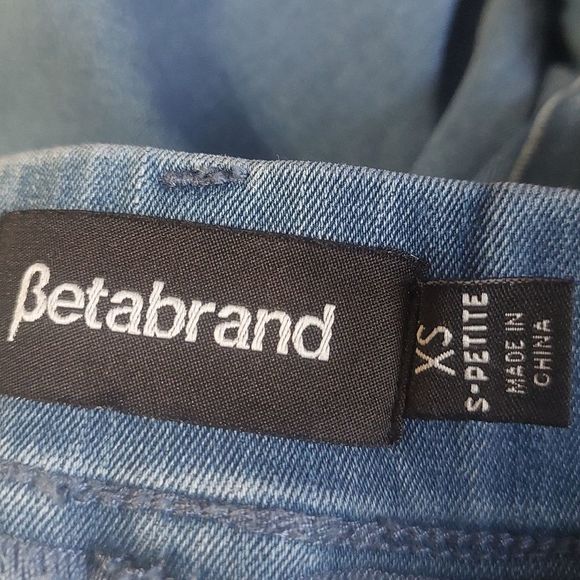 βetabrand
XS
S-PETITE
MADE IN
CHINA